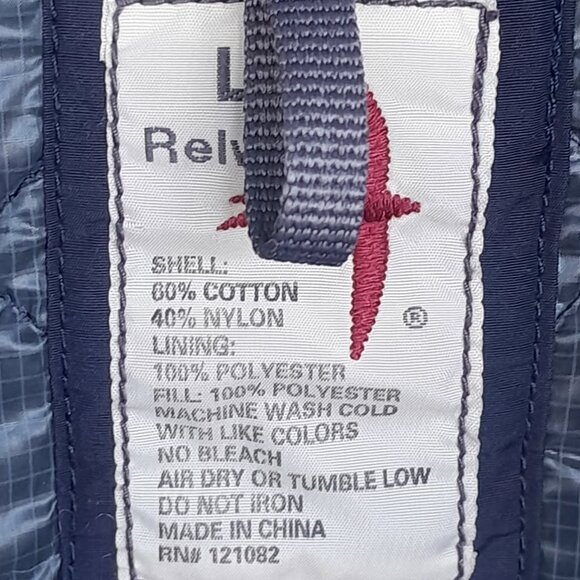 L
Relw
SHELL:
60% COTTON
40% NYLON
®
LINING:
100% POLYESTER
FILL: 100% POLYESTER
MACHINE WASH COLD
WITH LIKE COLORS
NO BLEACH
AIR DRY OR TUMBLE LOW
DO NOT IRON
MADE IN CHINA
RN# 121082